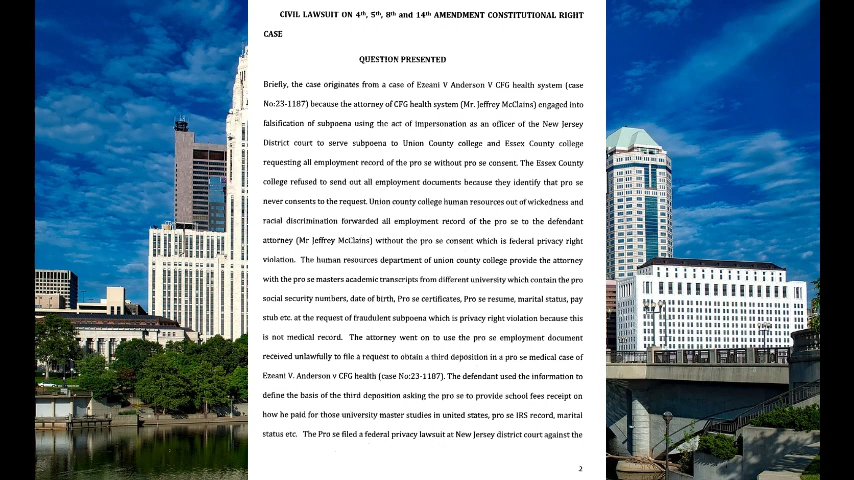 CIVIL LAWSUIT ON 4th, 5th, 8th and 14th AMENDMENT CONSTITUTIONAL RIGHT
CASE
QUESTION PRESENTED
Briefly, the case originates from a case of Ezeani V Anderson V CFG health system (case
No:23-1187) because the attorney of CFG health system (Mr. Jeffrey McClains) engaged into
falsification of subpoena using the act of impersonation as an officer of the New Jersey
District court to serve subpoena to Union County college and Essex County college
requesting all employment record of the pro se without pro se consent. The Essex County
college refused to send out all employment documents because they identify that pro se
never consents to the request. Union county college human resources out of wickedness and
racial discrimination forwarded all employment record of the pro se to the defendant
attorney (Mr Jeffrey McClains) without the pro se consent which is federal privacy right
violation. The human resources department of union county college provide the attorney
with the pro se masters academic transcripts from different university which contain the pro
social security numbers, date of birth, Pro se certificates, Pro se resume, marital status, pay
stub etc. at the request of fraudulent subpoena which is privacy right violation because this
is not medical record. The attorney went on to use the pro se employment document
received unlawfully to file a request to obtain a third deposition in a pro se medical case of
Ezeani V. Anderson v CFG health (case No:23-1187). The defendant used the information to
define the basis of the third deposition asking the pro se to provide school fees receipt on
how he paid for those university master studies in united states, pro se IRS record, marital
status etc. The Pro se filed a federal privacy lawsuit at New Jersey district court against the
2